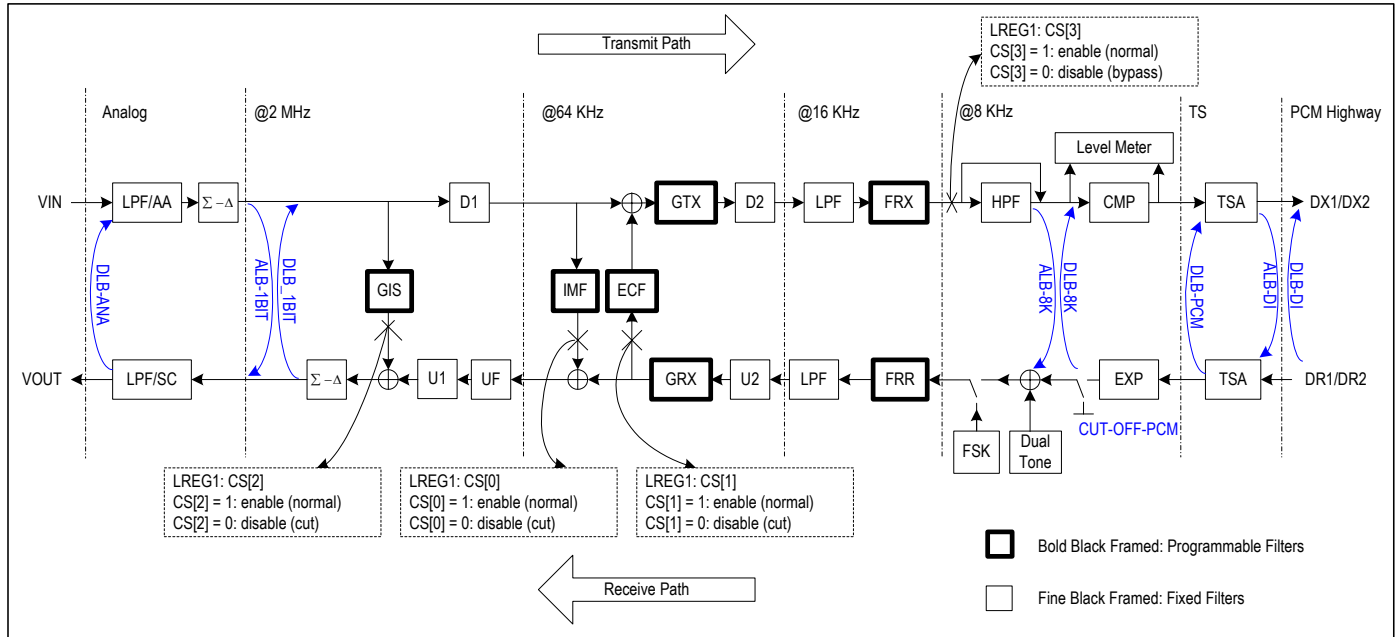 Transmit Path
LREG1: CS[3]
CS[3] = 1: enable (normal)
CS[3] = 0: disable (bypass)
Analog
@2 MHz
@64 KHz
@16 KHz
@8 KHz
TS
PCM Highway
Level Meter
VIN
LPF/AA
Σ–Δ
D1
GTX
D2
LPF
FRX
HPF
CMP
TSA
DX1/DX2
DLB-ANA
ALB-1BIT
DLB_1BIT
GIS
IMF
ECF
ALB-8K
DLB-8K
DLB-PCM
ALB-DI
DLB-DI
VOUT
LPF/SC
Σ–Δ
U1
UF
GRX
U2
LPF
FRR
EXP
TSA
DR1/DR2
CUT-OFF-PCM
FSK
Dual
Tone
LREG1: CS[2]
CS[2] = 1: enable (normal)
CS[2] = 0: disable (cut)
LREG1: CS[0]
CS[0] = 1: enable (normal)
CS[0] = 0: disable (cut)
LREG1: CS[1]
CS[1] = 1: enable (normal)
CS[1] = 0: disable (cut)
Bold Black Framed: Programmable Filters
Receive Path
Fine Black Framed: Fixed Filters